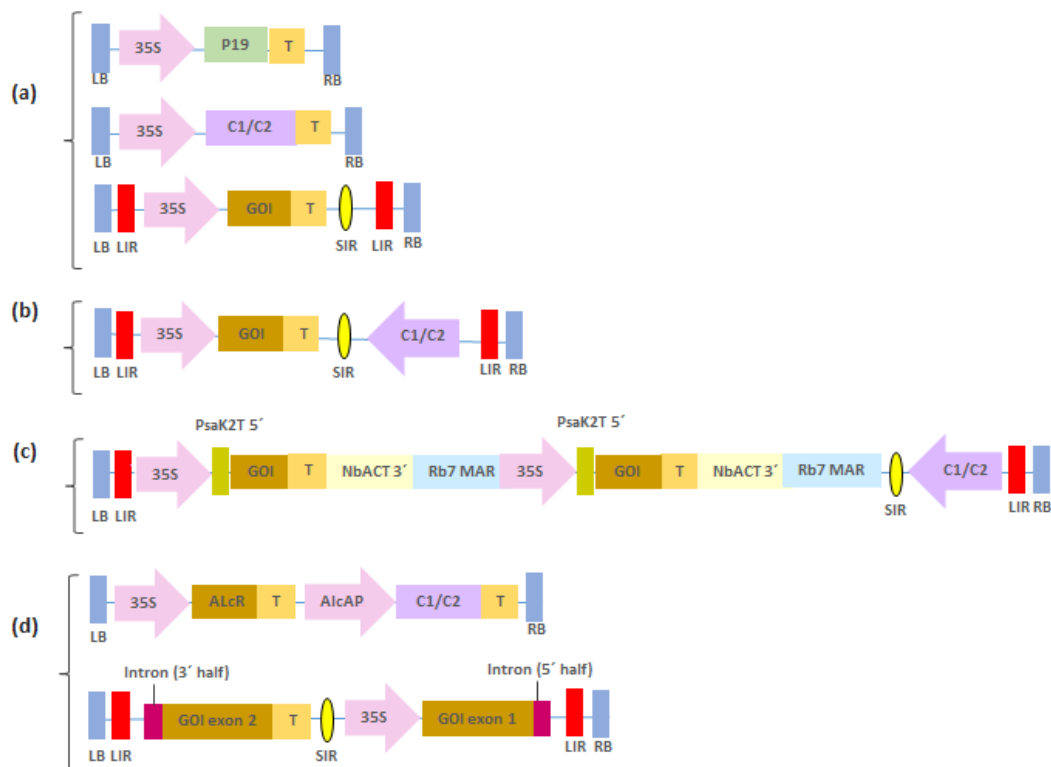 (a)
35S P19 T
LB RB
35S C1/C2 T
LB RB
35S GOI T
LB LIR SIR LIR RB
(b)
35S GOI T C1/C2
LB LIR SIR LIR RB
PsaK2T 5´ PsaK2T 5´
(c)
35S GOI T NbACT 3´ Rb7 MAR 35S GOI T NbACT 3´ Rb7 MAR C1/C2
LB LIR SIR LIR RB
(d)
35S ALcR T AlcAP C1/C2 T
LB RB
Intron (3´ half) Intron (5´ half)
GOI exon 2 T 35S GOI exon 1
LB LIR SIR LIR RB